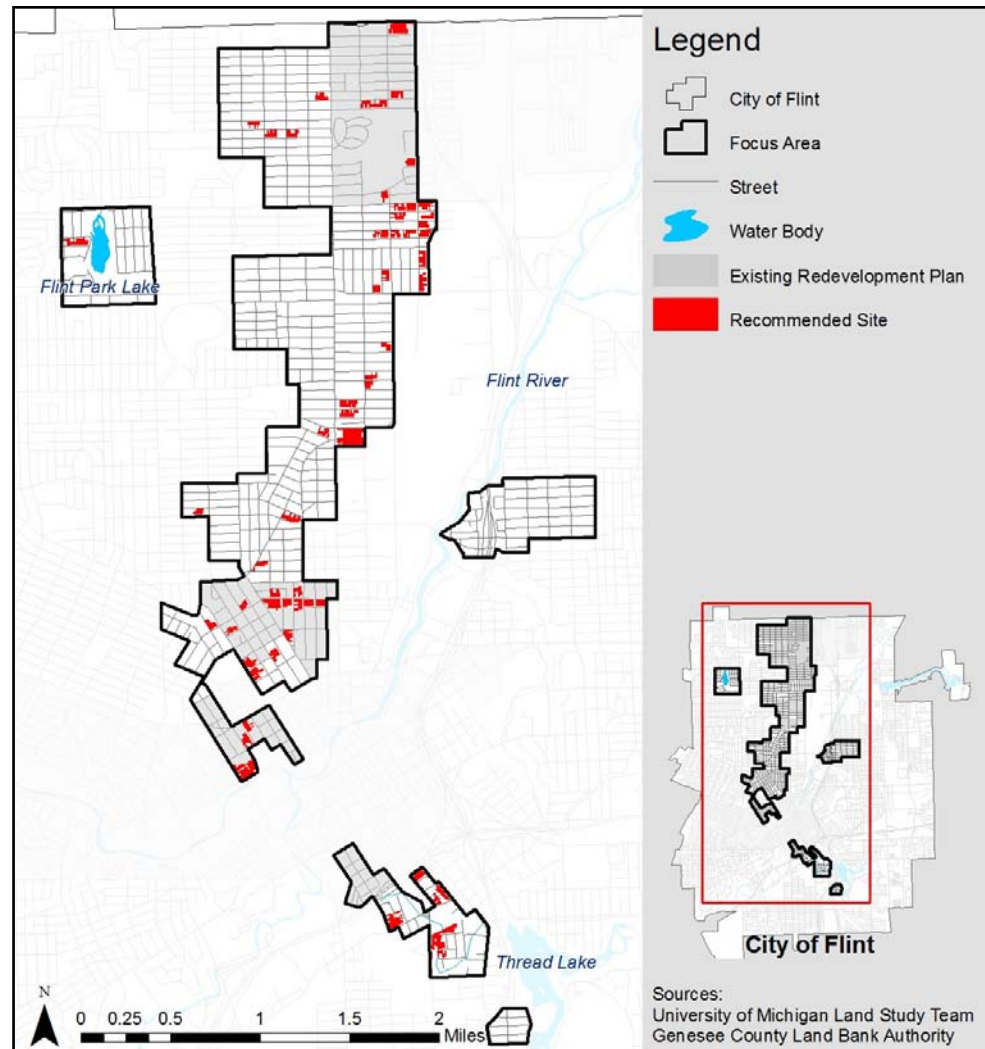 Flint Park Lake
Flint River
Thread Lake
N
0 0.25 0.5 1 1.5 2
Miles
Legend
City of Flint
Focus Area
Street
Water Body
Existing Redevelopment Plan
Recommended Site
City of Flint
Sources:
University of Michigan Land Study Team
Genesee County Land Bank Authority